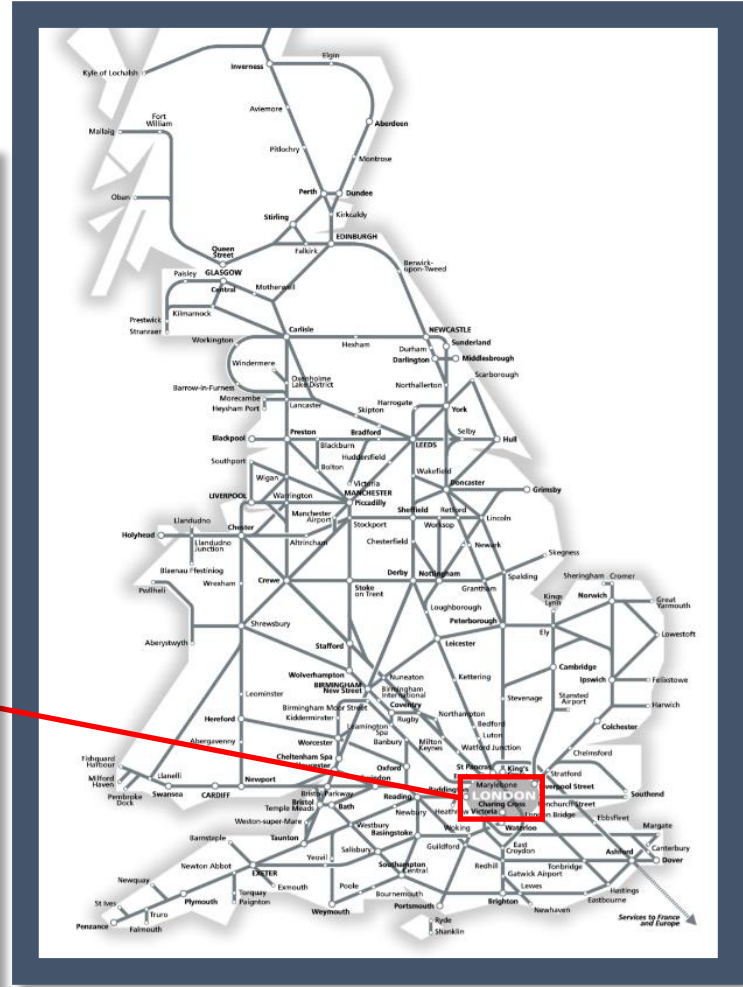 Elgin
Inverness
Kyle of Lochalsh
Aviemore
Fort
William
Mallaig
Aberdeen
Pitlochry
Montrose
Perth
Dundee
Oban
Stirling
Kirkcaldy
EDINBURGH
Queen
Street
Falkirk
Berwick-
upon-Tweed
Paisley
GLASGOW
Central
Motherwell
Prestwick
Kilmarnock
Stranraer
Carlisle
NEWCASTLE
Workington
Hexham
Sunderland
Durham
Darlington
Middlesbrough
Windermere
Scarborough
Oxenholme
Lake District
Barrow-in-Furness
Northallerton
Morecambe
Heysham Port
Lancaster
Harrogate
York
Skipton
Blackpool
Preston
Bradford
Selby
Blackburn
LEEDS
Hull
Huddersfield
Southport
Bolton
Wakefield
Wigan
Victoria
Doncaster
LIVERPOOL
Warrington
MANCHESTER
Piccadilly
Grimsby
Manchester
Airport
Sheffield
Retford
Llandudno
Stockport
Worksop
Lincoln
Holyhead
Chester
Llandudno
Junction
Altrincham
Chesterfield
Newark
Skegness
Blaenau Ffestiniog
Derby
Nottingham
Spalding
Sheringham
Cromer
Wrexham
Crewe
Stoke
on Trent
Grantham
Pwllheli
Kings
Lynn
Norwich
Great
Yarmouth
Loughborough
Peterborough
Aberystwyth
Shrewsbury
Ely
Lowestoft
Stafford
Leicester
Cambridge
Wolverhampton
Nuneaton
Kettering
BIRMINGHAM
New Street
Birmingham
International
Ipswich
Felixstowe
Leominster
Stevenage
Stansted
Airport
Birmingham Moor Street
Coventry
Harwich
Kidderminster
Rugby
Northampton
Hereford
Leamington
Spa
Bedford
Colchester
Abergavenny
Worcester
Banbury
Milton
Keynes
Luton
Cheltenham Spa
Watford Junction
Chelmsford
Fishguard
Harbour
Oxford
St Pancras
King's
Stratford
Milford
Haven
Llanelli
Newport
Marylebone
Pembroke
Dock
Swansea
CARDIFF
Bristol Parkway
Reading
LONDON
Southend
Bristol
Temple Meads
Bath
Newbury
Charing Cross
Victoria
Ebbsfleet
Weston-super-Mare
Westbury
Basingstoke
Woking
Waterloo
Margate
Barnstaple
Taunton
Salisbury
Guildford
East
Croydon
Canterbury
Ashford
Dover
Newton Abbot
Yeovil
Southampton
Central
Redhill
Tonbridge
EXETER
Gatwick Airport
Newquay
Exmouth
Poole
Lewes
Hastings
Torquay
Paignton
Bournemouth
Eastbourne
St Ives
Plymouth
Weymouth
Portsmouth
Brighton
Newhaven
Truro
Ryde
Services to France
and Europe
Penzance
Falmouth
Shanklin